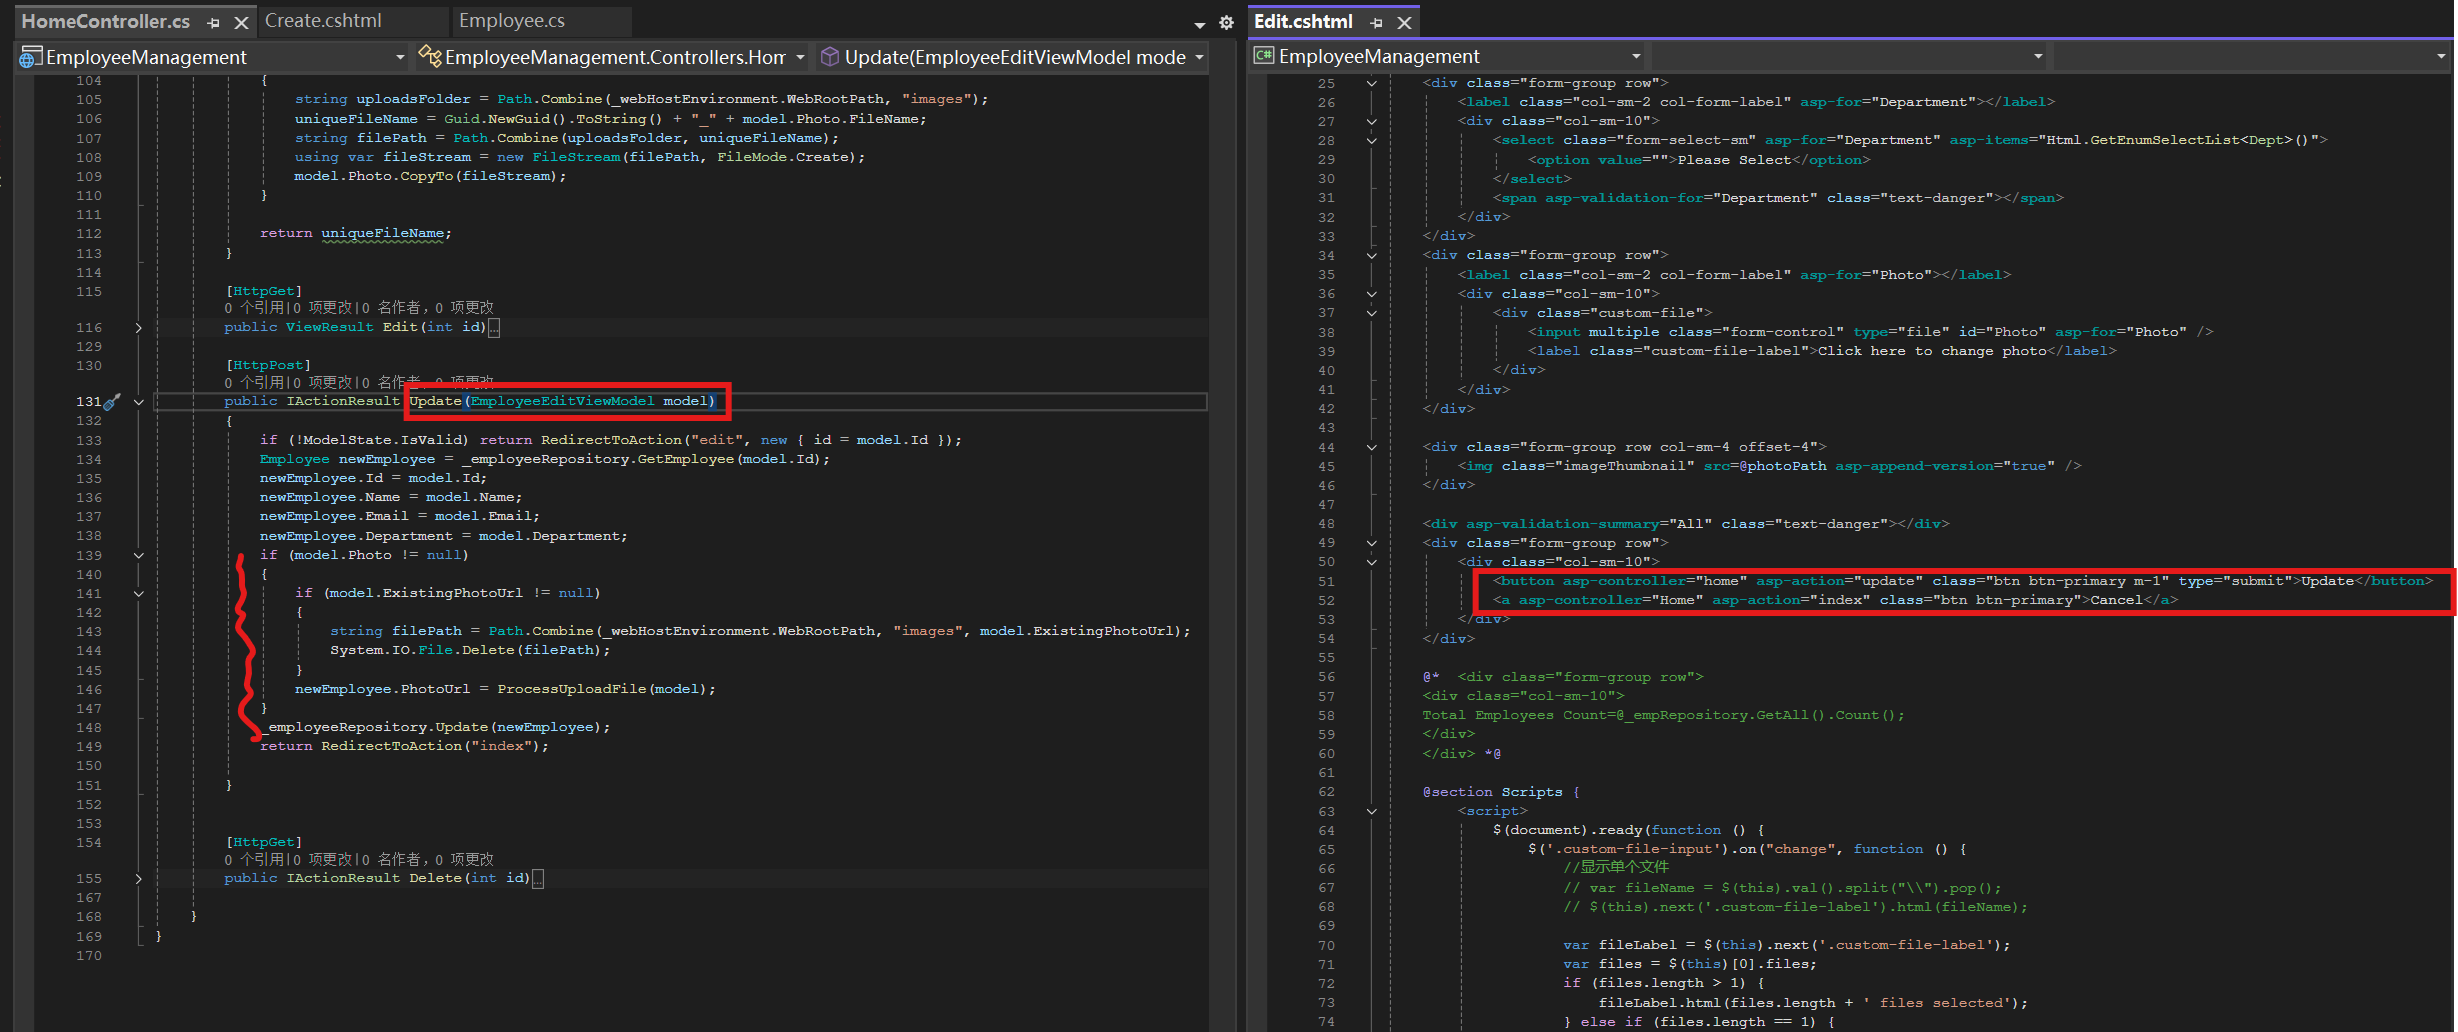 HomeController.cs
Create.cshtml
Employee.cs
EmployeeManagement
EmployeeManagement.Controllers.Hom
Update(EmployeeEditViewModel mode
104 {
105 string uploadsFolder = Path.Combine(_webHostEnvironment.WebRootPath, "images");
106 uniqueFileName = Guid.NewGuid().ToString() + "_" + model.Photo.FileName;
107 string filePath = Path.Combine(uploadsFolder, uniqueFileName);
108 using var fileStream = new FileStream(filePath, FileMode.Create);
109 model.Photo.CopyTo(fileStream);
110 }
111
112 return uniqueFileName;
113 }
114
115 [HttpGet]
0 个引用|0 项更改|0 名作者，0 项更改
116 public ViewResult Edit(int id)...
129
130 [HttpPost]
0 个引用|0 项更改|0 名作者，0 项更改
131 public IActionResult Update(EmployeeEditViewModel model)
132 {
133 if (!ModelState.IsValid) return RedirectToAction("edit", new { id = model.Id });
134 Employee newEmployee = _employeeRepository.GetEmployee(model.Id);
135 newEmployee.Id = model.Id;
136 newEmployee.Name = model.Name;
137 newEmployee.Email = model.Email;
138 newEmployee.Department = model.Department;
139 if (model.Photo != null)
140 {
141 if (model.ExistingPhotoUrl != null)
142 {
143 string filePath = Path.Combine(_webHostEnvironment.WebRootPath, "images", model.ExistingPhotoUrl);
144 System.IO.File.Delete(filePath);
145 }
146 newEmployee.PhotoUrl = ProcessUploadFile(model);
147 }
148 _employeeRepository.Update(newEmployee);
149 return RedirectToAction("index");
150
151 }
152
153
154 [HttpGet]
0 个引用|0 项更改|0 名作者，0 项更改
155 public IActionResult Delete(int id)...
167
168 }
169 }
170
Edit.cshtml
C# EmployeeManagement
25 <div class="form-group row">
26 <label class="col-sm-2 col-form-label" asp-for="Department"></label>
27 <div class="col-sm-10">
28 <select class="form-select-sm" asp-for="Department" asp-items="Html.GetEnumSelectList<Dept>()">
29 <option value="">Please Select</option>
30 </select>
31 <span asp-validation-for="Department" class="text-danger"></span>
32 </div>
33 </div>
34 <div class="form-group row">
35 <label class="col-sm-2 col-form-label" asp-for="Photo"></label>
36 <div class="col-sm-10">
37 <div class="custom-file">
38 <input multiple class="form-control" type="file" id="Photo" asp-for="Photo" />
39 <label class="custom-file-label">Click here to change photo</label>
40 </div>
41 </div>
42 </div>
43
44 <div class="form-group row col-sm-4 offset-4">
45 <img class="imageThumbnail" src=@photoPath asp-append-version="true" />
46 </div>
47
48 <div asp-validation-summary="All" class="text-danger"></div>
49 <div class="form-group row">
50 <div class="col-sm-10">
51 <button asp-controller="home" asp-action="update" class="btn btn-primary m-1" type="submit">Update</button>
52 <a asp-controller="Home" asp-action="index" class="btn btn-primary">Cancel</a>
53 </div>
54 </div>
55
56 @* <div class="form-group row">
57 <div class="col-sm-10">
58 Total Employees Count=@_empRepository.GetAll().Count();
59 </div>
60 </div> *@
61
62 @section Scripts {
63 <script>
64 $(document).ready(function () {
65 $('.custom-file-input').on("change", function () {
66 //显示单个文件
67 // var fileName = $(this).val().split("\\").pop();
68 // $(this).next('.custom-file-label').html(fileName);
69
70 var fileLabel = $(this).next('.custom-file-label');
71 var files = $(this)[0].files;
72 if (files.length > 1) {
73 fileLabel.html(files.length + ' files selected');
74 } else if (files.length == 1) {